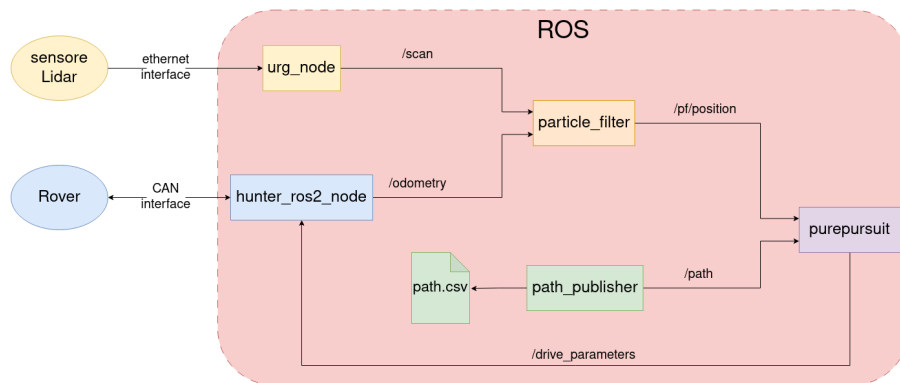 ROS
sensore
Lidar
ethernet
interface
urg_node
/scan
particle_filter
/pf/position
Rover
CAN
interface
hunter_ros2_node
/odometry
purepursuit
path.csv
path_publisher
/path
/drive_parameters